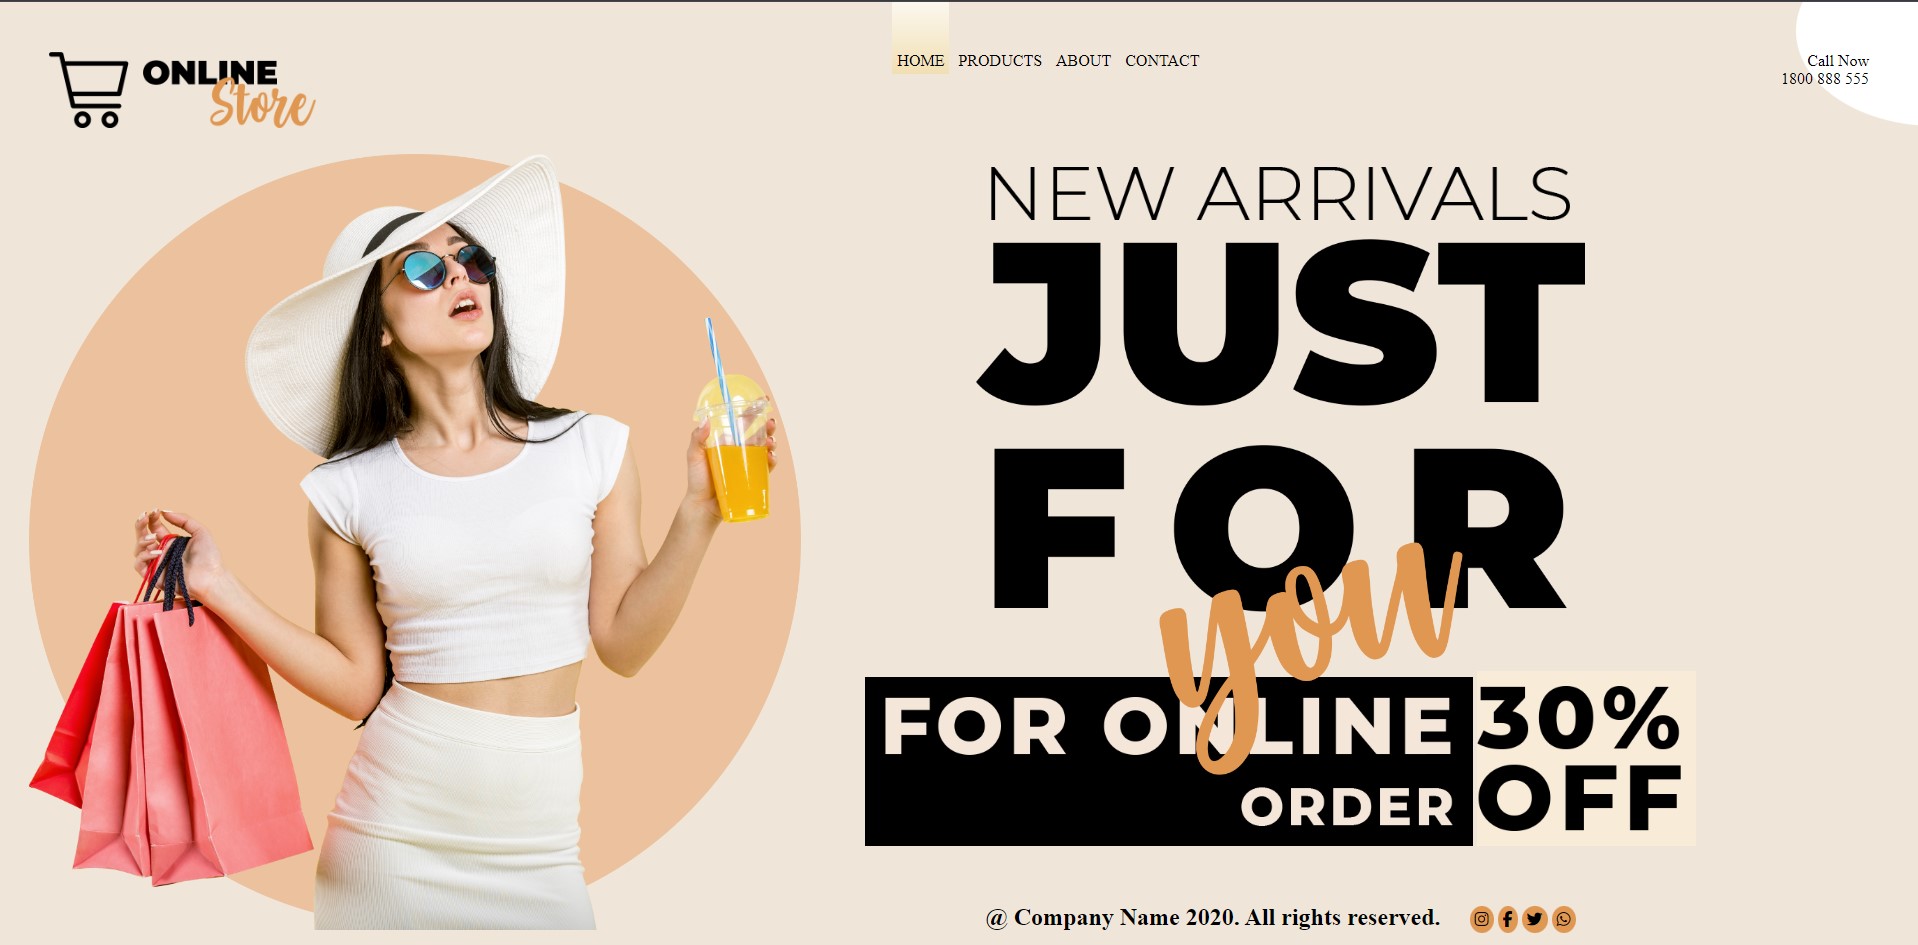 ONLINE
Store
HOME PRODUCTS ABOUT CONTACT
Call Now
1800 888 555
NEW ARRIVALS
JUST
FOR
you
FOR ONLINE
ORDER
30%
OFF
@ Company Name 2020. All rights reserved.